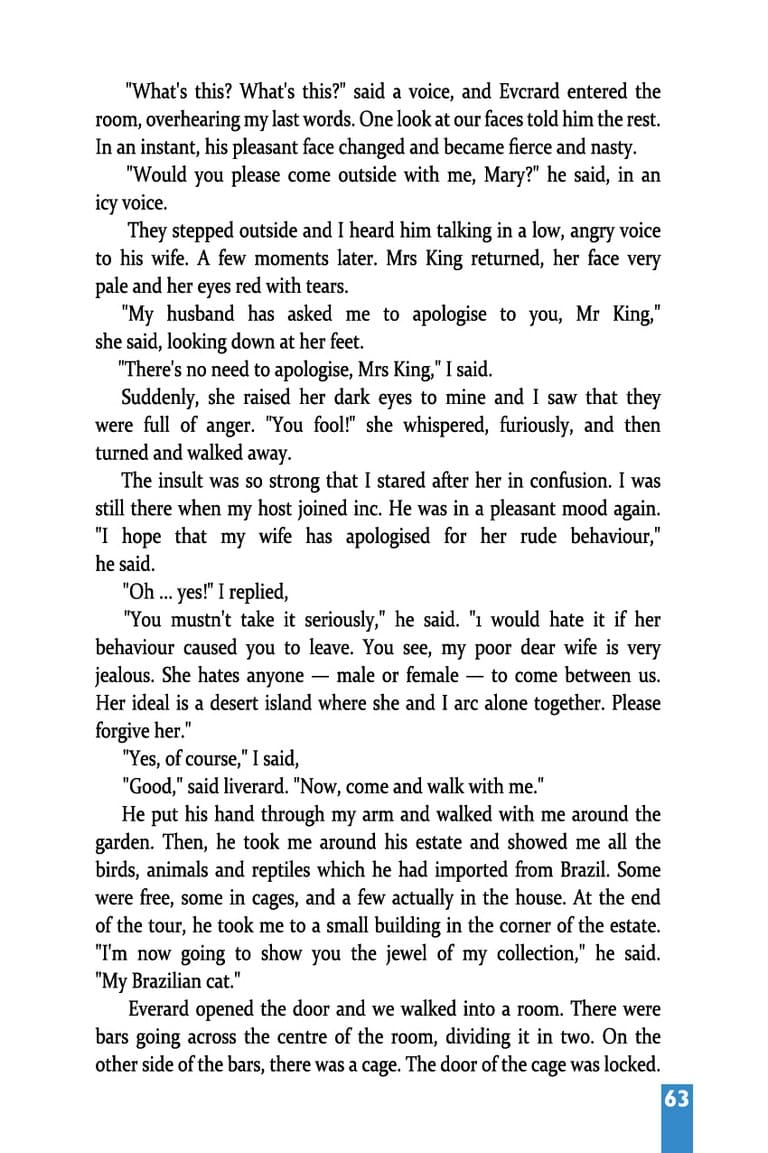 "What's this? What's this?" said a voice, and Evcrard entered the
room, overhearing my last words. One look at our faces told him the rest.
In an instant, his pleasant face changed and became fierce and nasty.
"Would you please come outside with me, Mary?" he said, in an
icy voice.
They stepped outside and I heard him talking in a low, angry voice
to his wife. A few moments later. Mrs King returned, her face very
pale and her eyes red with tears.
"My husband has asked me to apologise to you, Mr King,"
she said, looking down at her feet.
"There's no need to apologise, Mrs King," I said.
Suddenly, she raised her dark eyes to mine and I saw that they
were full of anger. "You fool!" she whispered, furiously, and then
turned and walked away.
The insult was so strong that I stared after her in confusion. I was
still there when my host joined inc. He was in a pleasant mood again.
"I hope that my wife has apologised for her rude behaviour,"
he said.
"Oh ... yes!" I replied,
"You mustn't take it seriously," he said. "ı would hate it if her
behaviour caused you to leave. You see, my poor dear wife is very
jealous. She hates anyone — male or female — to come between us.
Her ideal is a desert island where she and I arc alone together. Please
forgive her."
"Yes, of course," I said,
"Good," said liverard. "Now, come and walk with me."
He put his hand through my arm and walked with me around the
garden. Then, he took me around his estate and showed me all the
birds, animals and reptiles which he had imported from Brazil. Some
were free, some in cages, and a few actually in the house. At the end
of the tour, he took me to a small building in the corner of the estate.
"I'm now going to show you the jewel of my collection," he said.
"My Brazilian cat."
Everard opened the door and we walked into a room. There were
bars going across the centre of the room, dividing it in two. On the
other side of the bars, there was a cage. The door of the cage was locked.
63